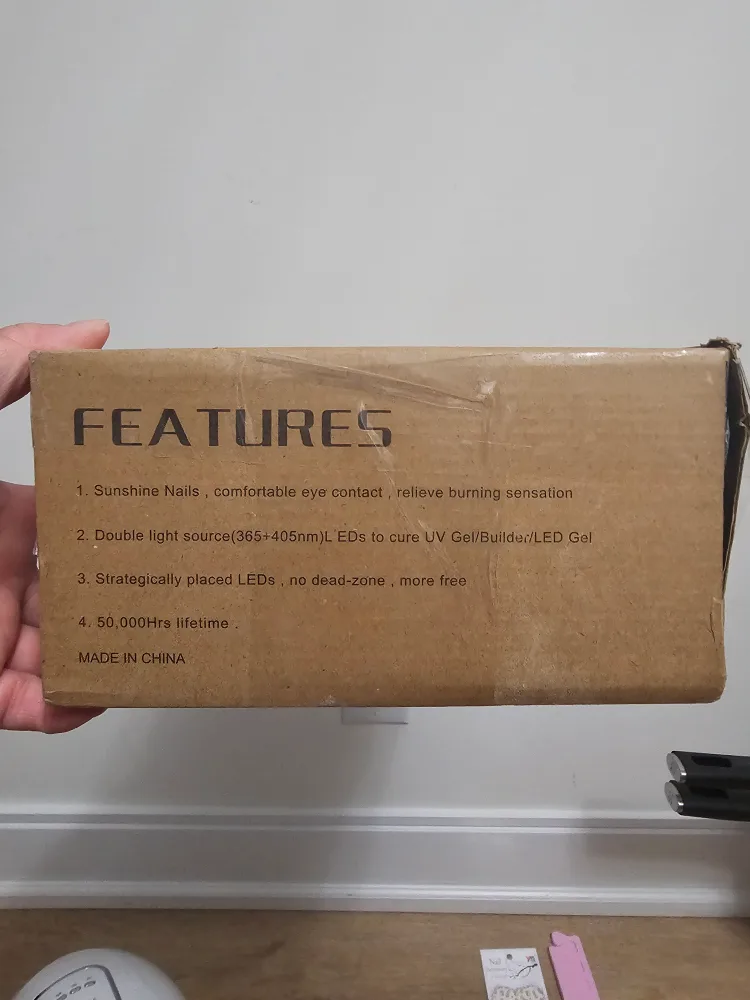 FEATURES
1. Sunshine Nails , comfortable eye contact , relieve burning sensation
2. Double light source(365+405nm)L EDs to cure UV Gel/Builder/LED Gel
3. Strategically placed LEDs , no dead-zone , more free
4. 50,000Hrs lifetime .
MADE IN CHINA
Nail